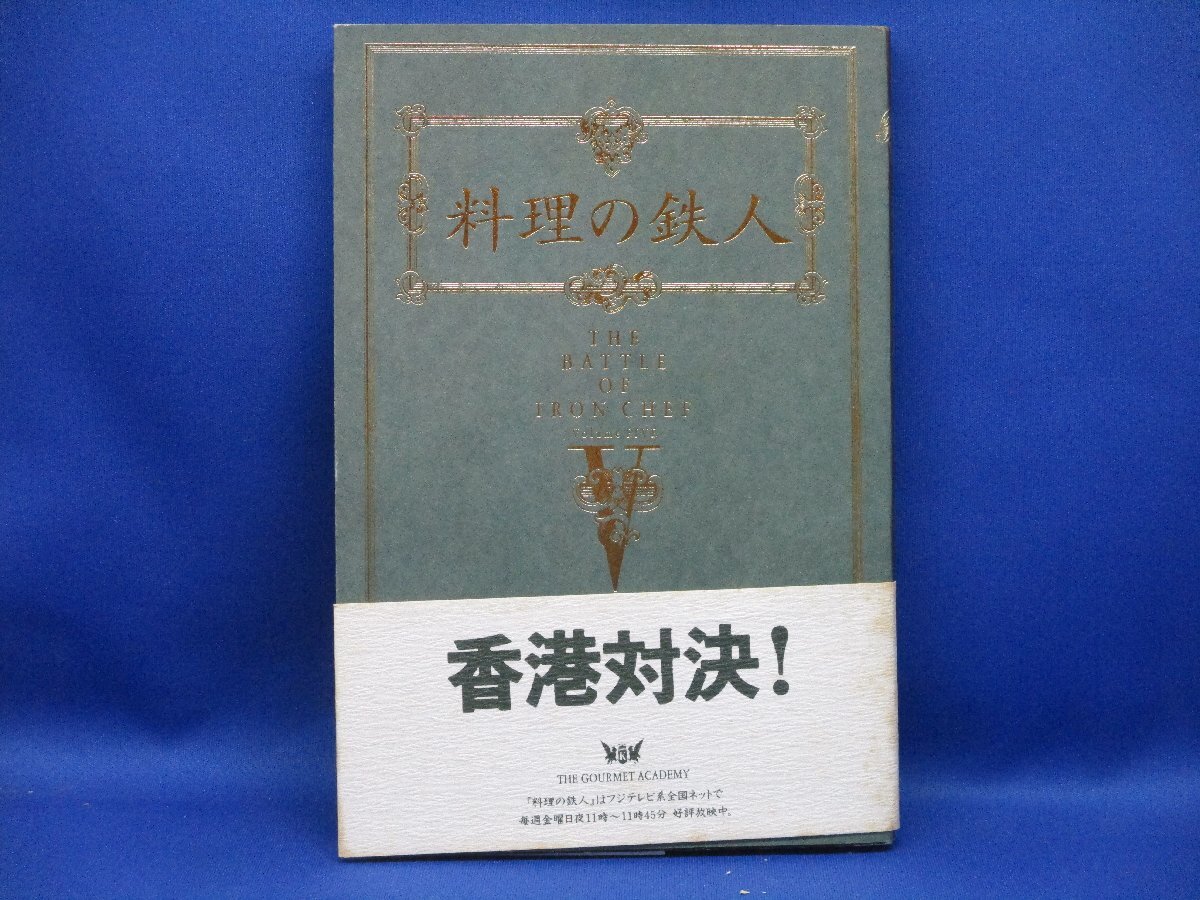 料理の鉄人
THE
BATTLE
OF
IRON CHEF
Volume FIVE
V
香港対決!
K
THE GOURMET ACADEMY
『料理の鉄人』はフジテレビ系全国ネットで
毎週金曜日夜11時〜11時45分 好評放映中。